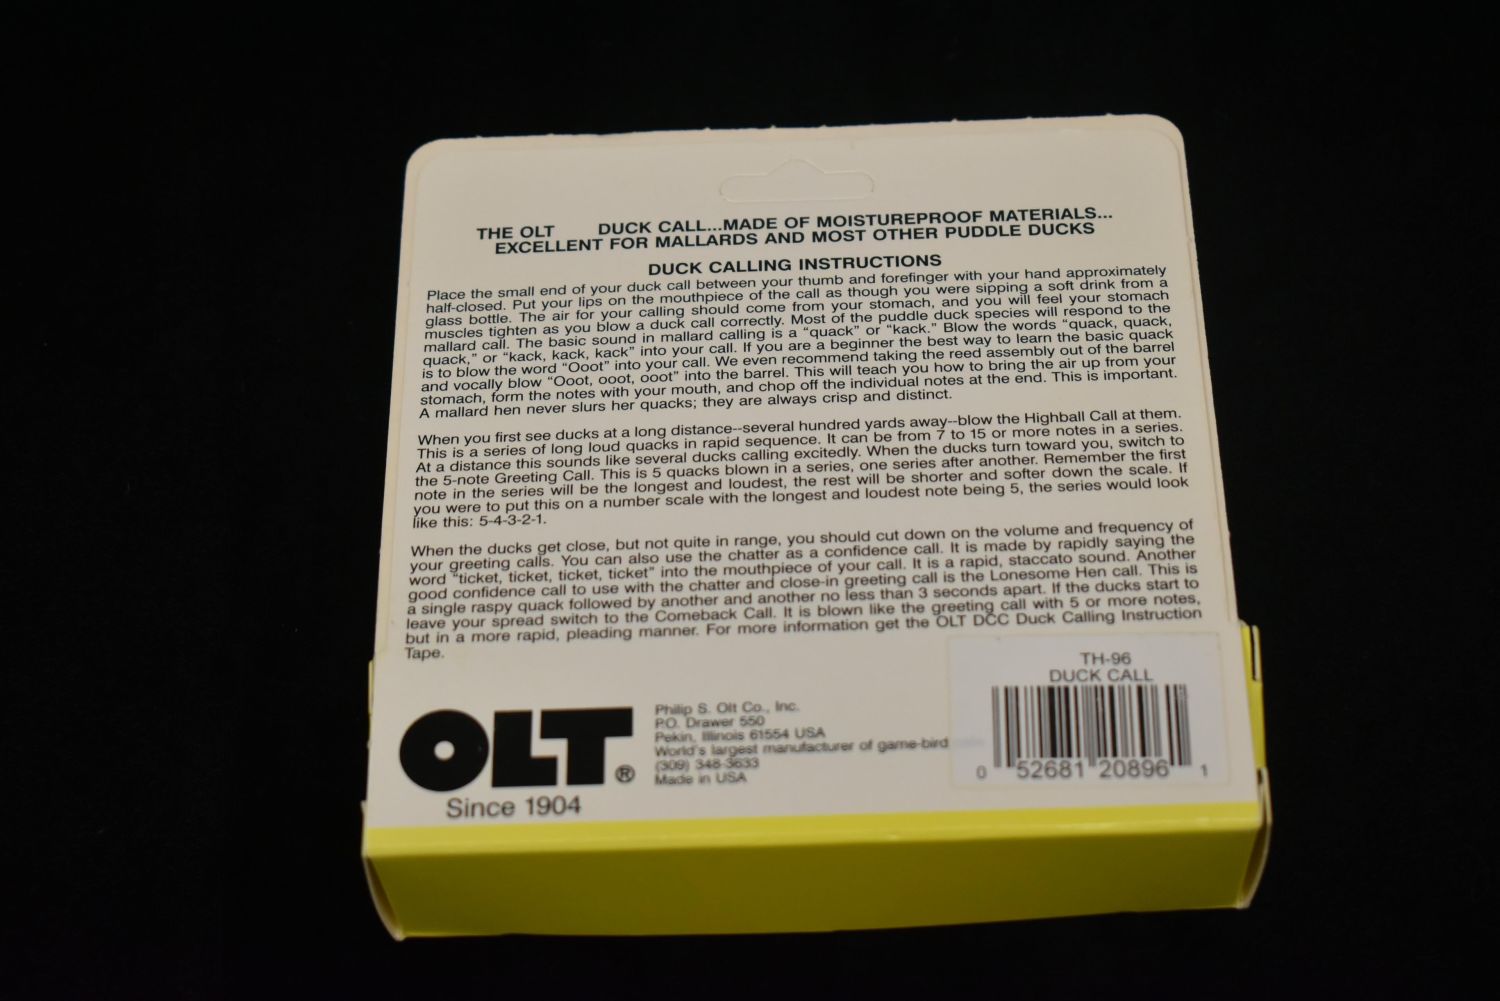 THE OLT DUCK CALL...MADE OF MOISTUREPROOF MATERIALS...
EXCELLENT FOR MALLARDS AND MOST OTHER PUDDLE DUCKS
DUCK CALLING INSTRUCTIONS
Place the small end of your duck call between your thumb and forefinger with your hand approximately
half-closed. Put your lips on the mouthpiece of the call as though you were sipping a soft drink from a
glass bottle. The air for your calling should come from your stomach, and you will feel your stomach
muscles tighten as you blow a duck call correctly. Most of the puddle duck species will respond to the
mallard call. The basic sound in mallard calling is a “quack” or “kack.” Blow the words “quack, quack,
quack,” or “kack, kack, kack” into your call. If you are a beginner the best way to learn the basic quack
is to blow the word “Ooot” into your call. We even recommend taking the reed assembly out of the barrel
and vocally blow “Ooot, ooot, ooot” into the barrel. This will teach you how to bring the air up from your
stomach, form the notes with your mouth, and chop off the individual notes at the end. This is important.
A mallard hen never slurs her quacks; they are always crisp and distinct.
When you first see ducks at a long distance--several hundred yards away--blow the Highball Call at them.
This is a series of long loud quacks in rapid sequence. It can be from 7 to 15 or more notes in a series.
At a distance this sounds like several ducks calling excitedly. When the ducks turn toward you, switch to
the 5-note Greeting Call. This is 5 quacks blown in a series, one series after another. Remember the first
note in the series will be the longest and loudest, the rest will be shorter and softer down the scale. If
you were to put this on a number scale with the longest and loudest note being 5, the series would look
like this: 5-4-3-2-1.
When the ducks get close, but not quite in range, you should cut down on the volume and frequency of
your greeting calls. You can also use the chatter as a confidence call. It is made by rapidly saying the
word “ticket, ticket, ticket, ticket” into the mouthpiece of your call. It is a rapid, staccato sound. Another
good confidence call to use with the chatter and close-in greeting call is the Lonesome Hen call. This is
a single raspy quack followed by another and another no less than 3 seconds apart. If the ducks start to
leave your spread switch to the Comeback Call. It is blown like the greeting call with 5 or more notes,
but in a more rapid, pleading manner. For more information get the OLT DCC Duck Calling Instruction
Tape.
OLT®
Since 1904
Philip S. Olt Co., Inc.
P.O. Drawer 550
Pekin, Illinois 61554 USA
World's largest manufacturer of game-bird
(309) 348-3633
Made in USA
TH-96
DUCK CALL
0 52681 20896 1